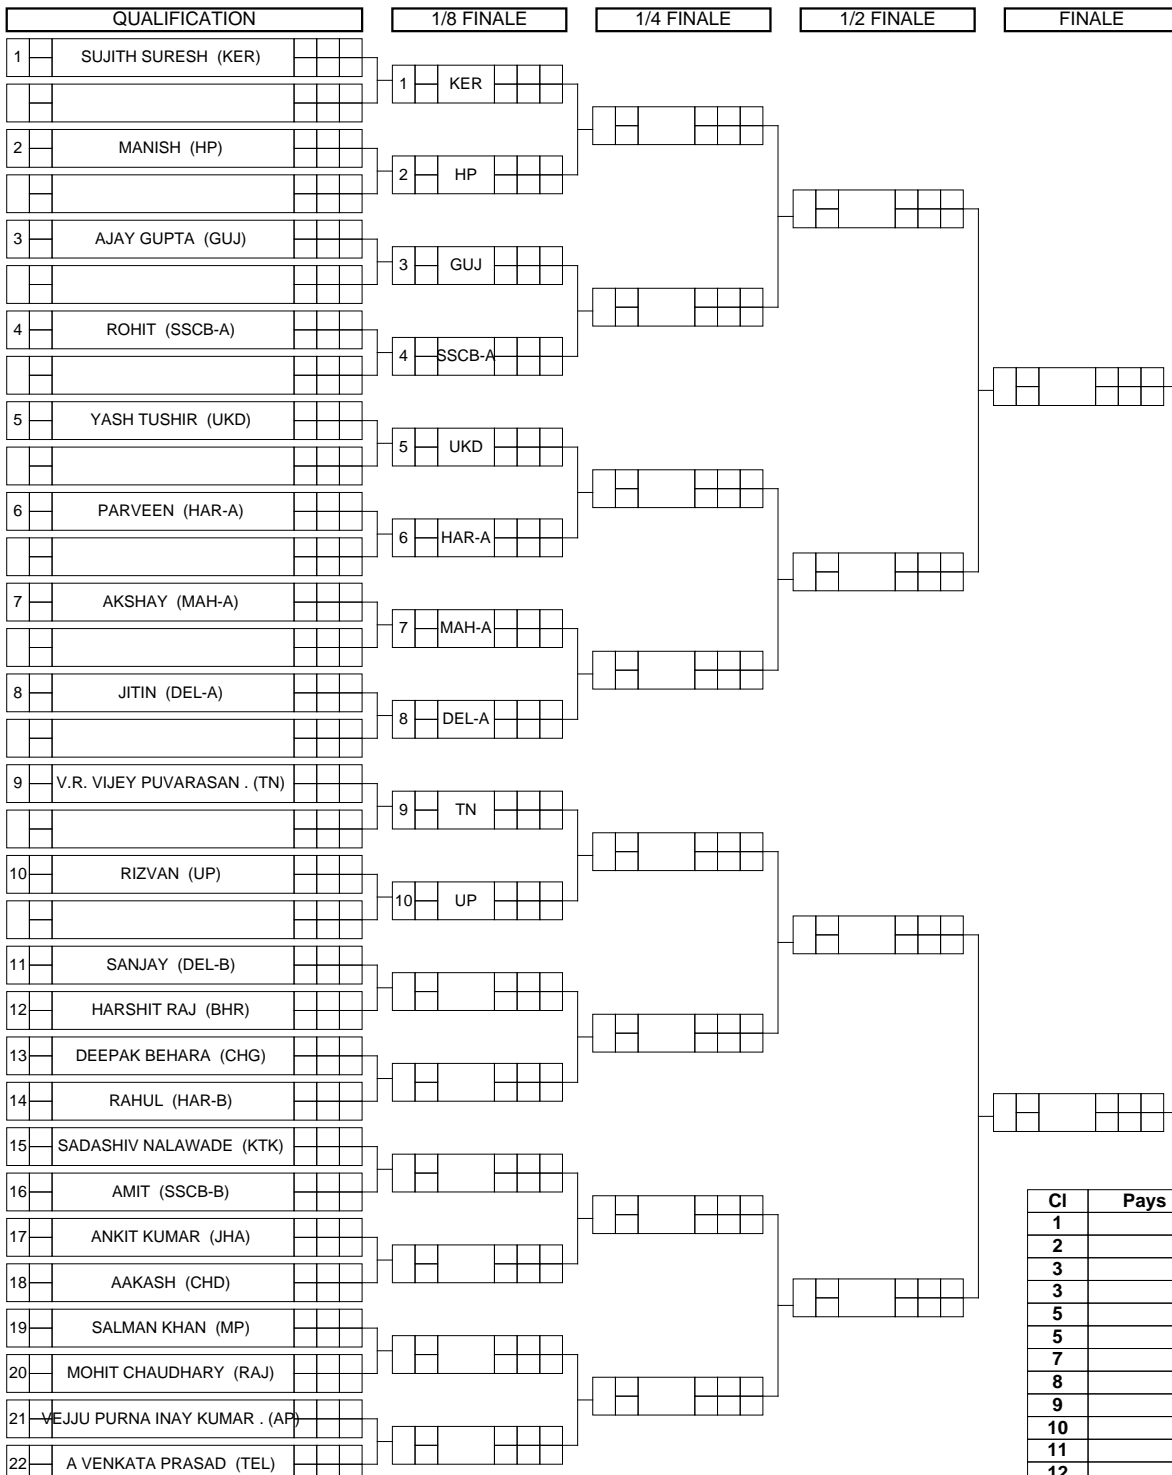 QUALIFICATION
1/8 FINALE
1/4 FINALE
1/2 FINALE
FINALE
1 SUJITH SURESH (KER)
2 MANISH (HP)
3 AJAY GUPTA (GUJ)
4 ROHIT (SSCB-A)
5 YASH TUSHIR (UKD)
6 PARVEEN (HAR-A)
7 AKSHAY (MAH-A)
8 JITIN (DEL-A)
9 V.R. VIJEY PUVARASAN . (TN)
10 RIZVAN (UP)
11 SANJAY (DEL-B)
12 HARSHIT RAJ (BHR)
13 DEEPAK BEHARA (CHG)
14 RAHUL (HAR-B)
15 SADASHIV NALAWADE (KTK)
16 AMIT (SSCB-B)
17 ANKIT KUMAR (JHA)
18 AAKASH (CHD)
19 SALMAN KHAN (MP)
20 MOHIT CHAUDHARY (RAJ)
21 VEJJU PURNA INAY KUMAR . (AP)
22 A VENKATA PRASAD (TEL)
1 KER
2 HP
3 GUJ
4 SSCB-A
5 UKD
6 HAR-A
7 MAH-A
8 DEL-A
9 TN
10 UP
Cl Pays
1
2
3
3
5
5
7
8
9
10
11
12